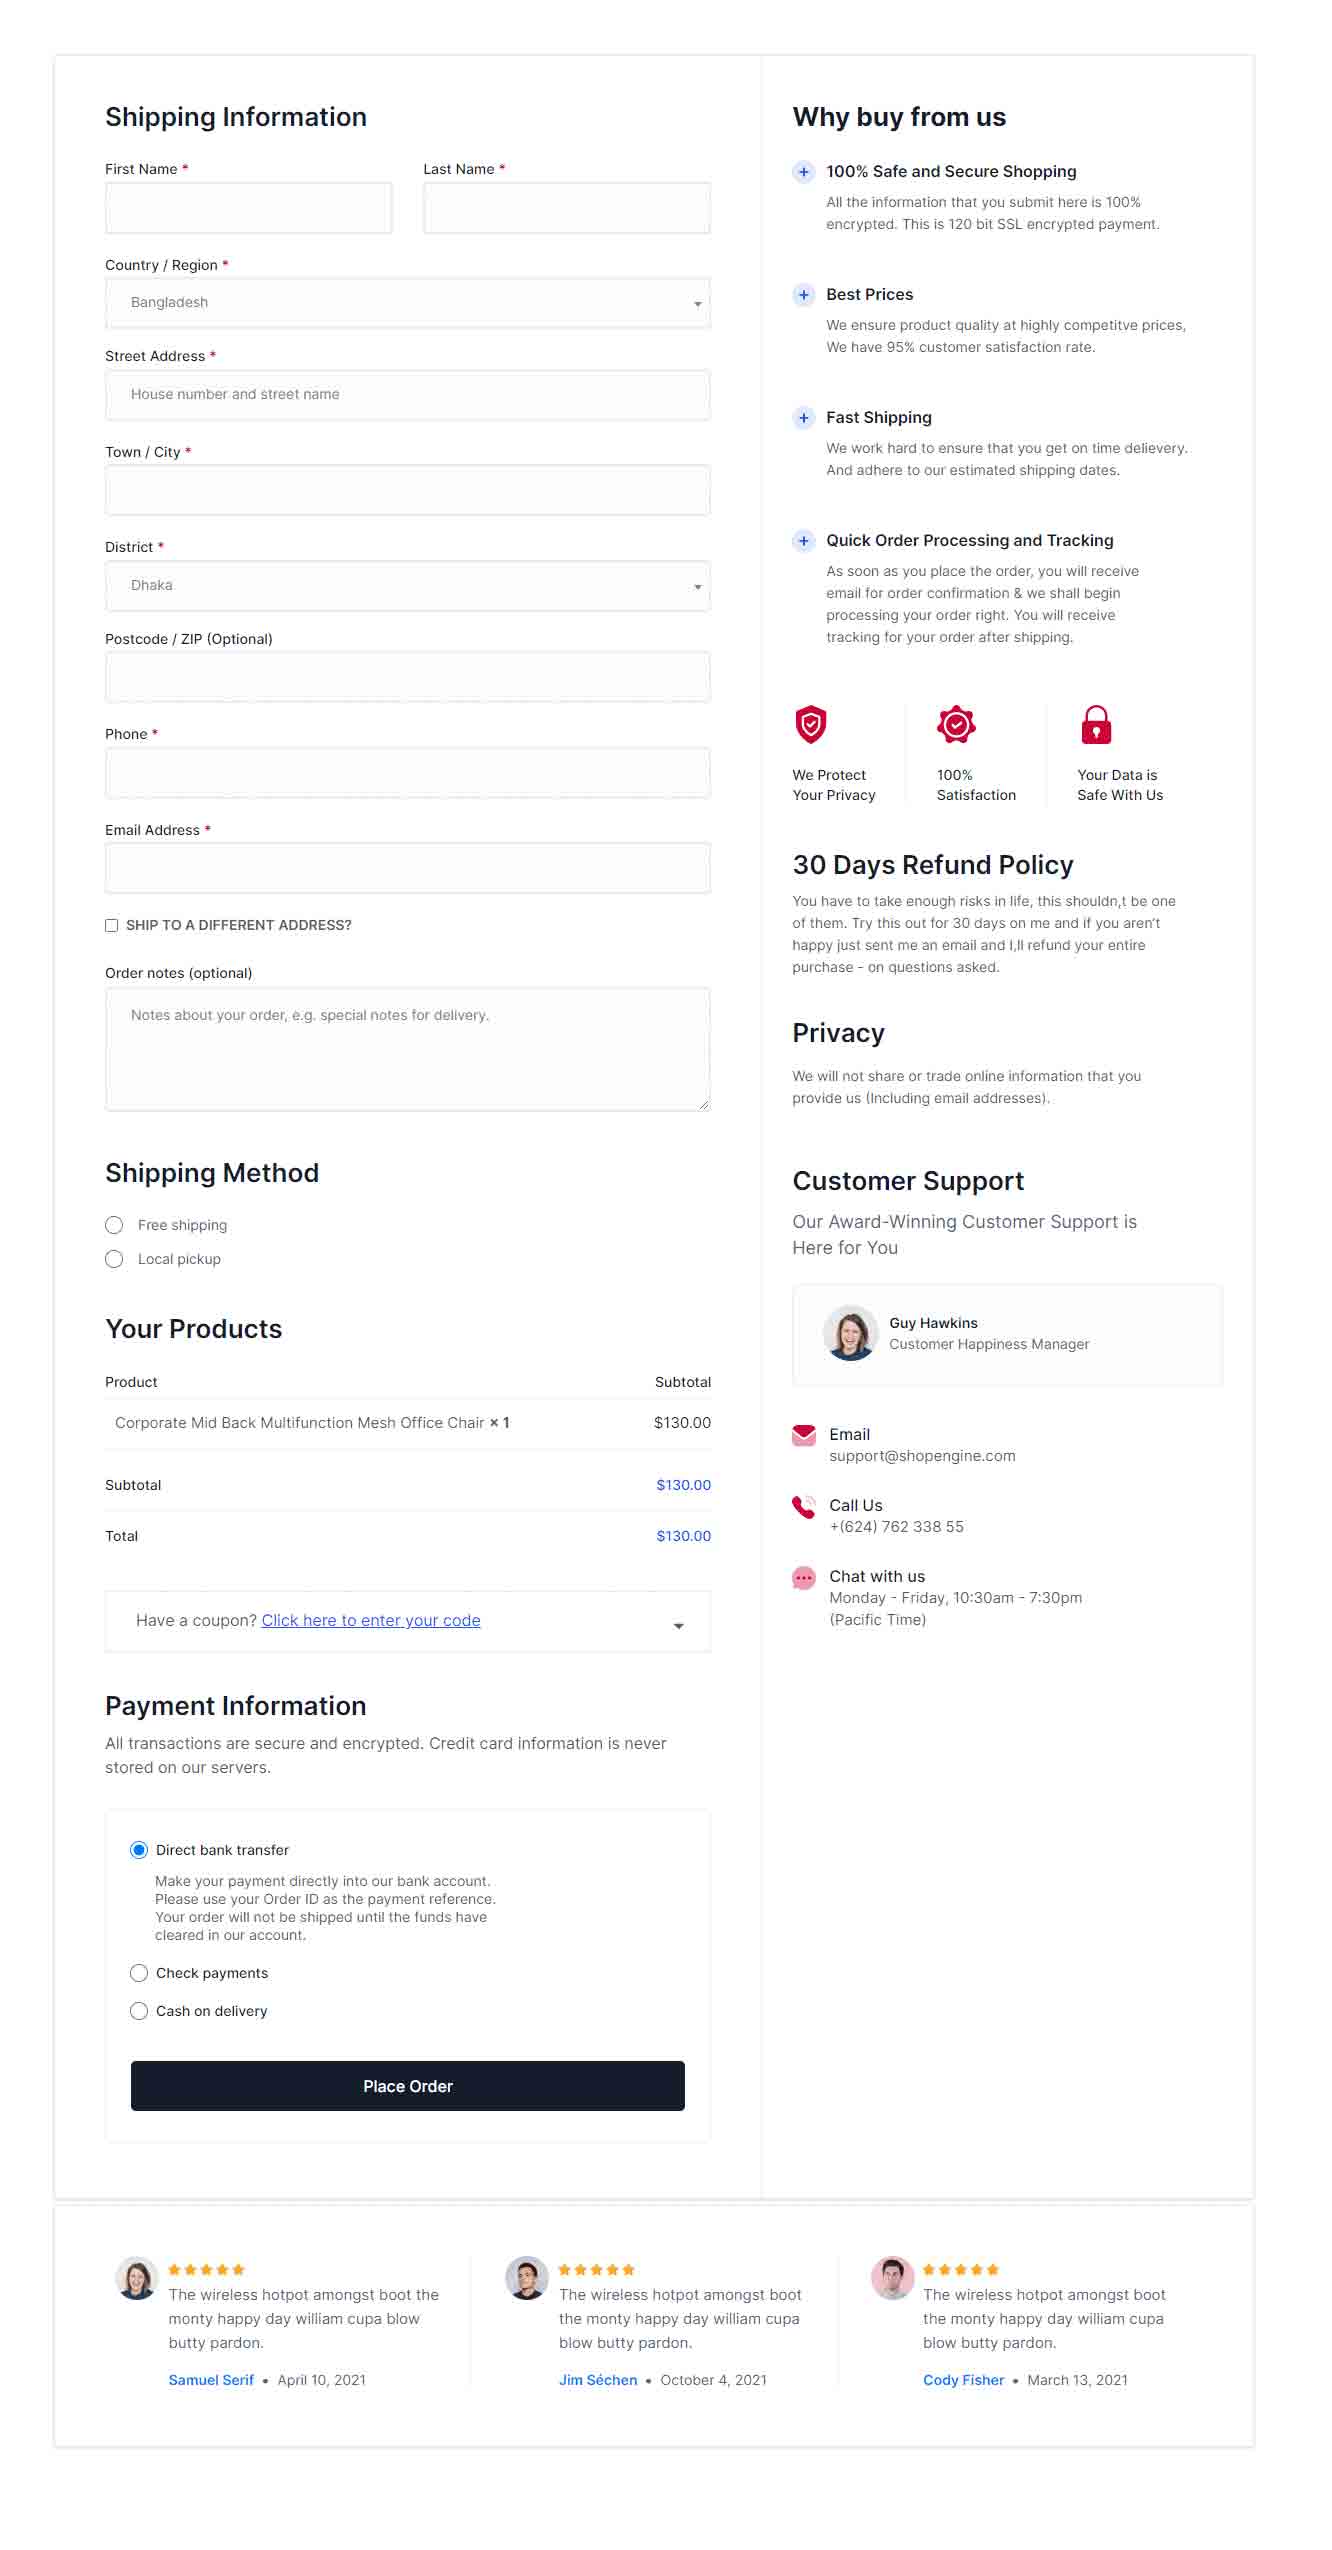 Shipping Information
First Name *
Last Name *
Country / Region *
Bangladesh
Street Address *
House number and street name
Town / City *
District *
Dhaka
Postcode / ZIP (Optional)
Phone *
Email Address *
SHIP TO A DIFFERENT ADDRESS?
Order notes (optional)
Notes about your order, e.g. special notes for delivery.
Shipping Method
Free shipping
Local pickup
Your Products
Product Subtotal
Corporate Mid Back Multifunction Mesh Office Chair × 1 $130.00
Subtotal $130.00
Total $130.00
Have a coupon? Click here to enter your code
Payment Information
All transactions are secure and encrypted. Credit card information is never
stored on our servers.
Direct bank transfer
Make your payment directly into our bank account.
Please use your Order ID as the payment reference.
Your order will not be shipped until the funds have
cleared in our account.
Check payments
Cash on delivery
Place Order
Why buy from us
100% Safe and Secure Shopping
All the information that you submit here is 100%
encrypted. This is 120 bit SSL encrypted payment.
Best Prices
We ensure product quality at highly competitve prices,
We have 95% customer satisfaction rate.
Fast Shipping
We work hard to ensure that you get on time delievery.
And adhere to our estimated shipping dates.
Quick Order Processing and Tracking
As soon as you place the order, you will receive
email for order confirmation & we shall begin
processing your order right. You will receive
tracking for your order after shipping.
We Protect
Your Privacy
100%
Satisfaction
Your Data is
Safe With Us
30 Days Refund Policy
You have to take enough risks in life, this shouldn,t be one
of them. Try this out for 30 days on me and if you aren't
happy just sent me an email and I,ll refund your entire
purchase - on questions asked.
Privacy
We will not share or trade online information that you
provide us (Including email addresses).
Customer Support
Our Award-Winning Customer Support is
Here for You
Guy Hawkins
Customer Happiness Manager
Email
support@shopengine.com
Call Us
+(624) 762 338 55
Chat with us
Monday - Friday, 10:30am - 7:30pm
(Pacific Time)
The wireless hotpot amongst boot the
monty happy day william cupa blow
butty pardon.
Samuel Serif • April 10, 2021
The wireless hotpot amongst boot
the monty happy day william cupa
blow butty pardon.
Jim Séchen • October 4, 2021
The wireless hotpot amongst boot
the monty happy day william cupa
blow butty pardon.
Cody Fisher • March 13, 2021